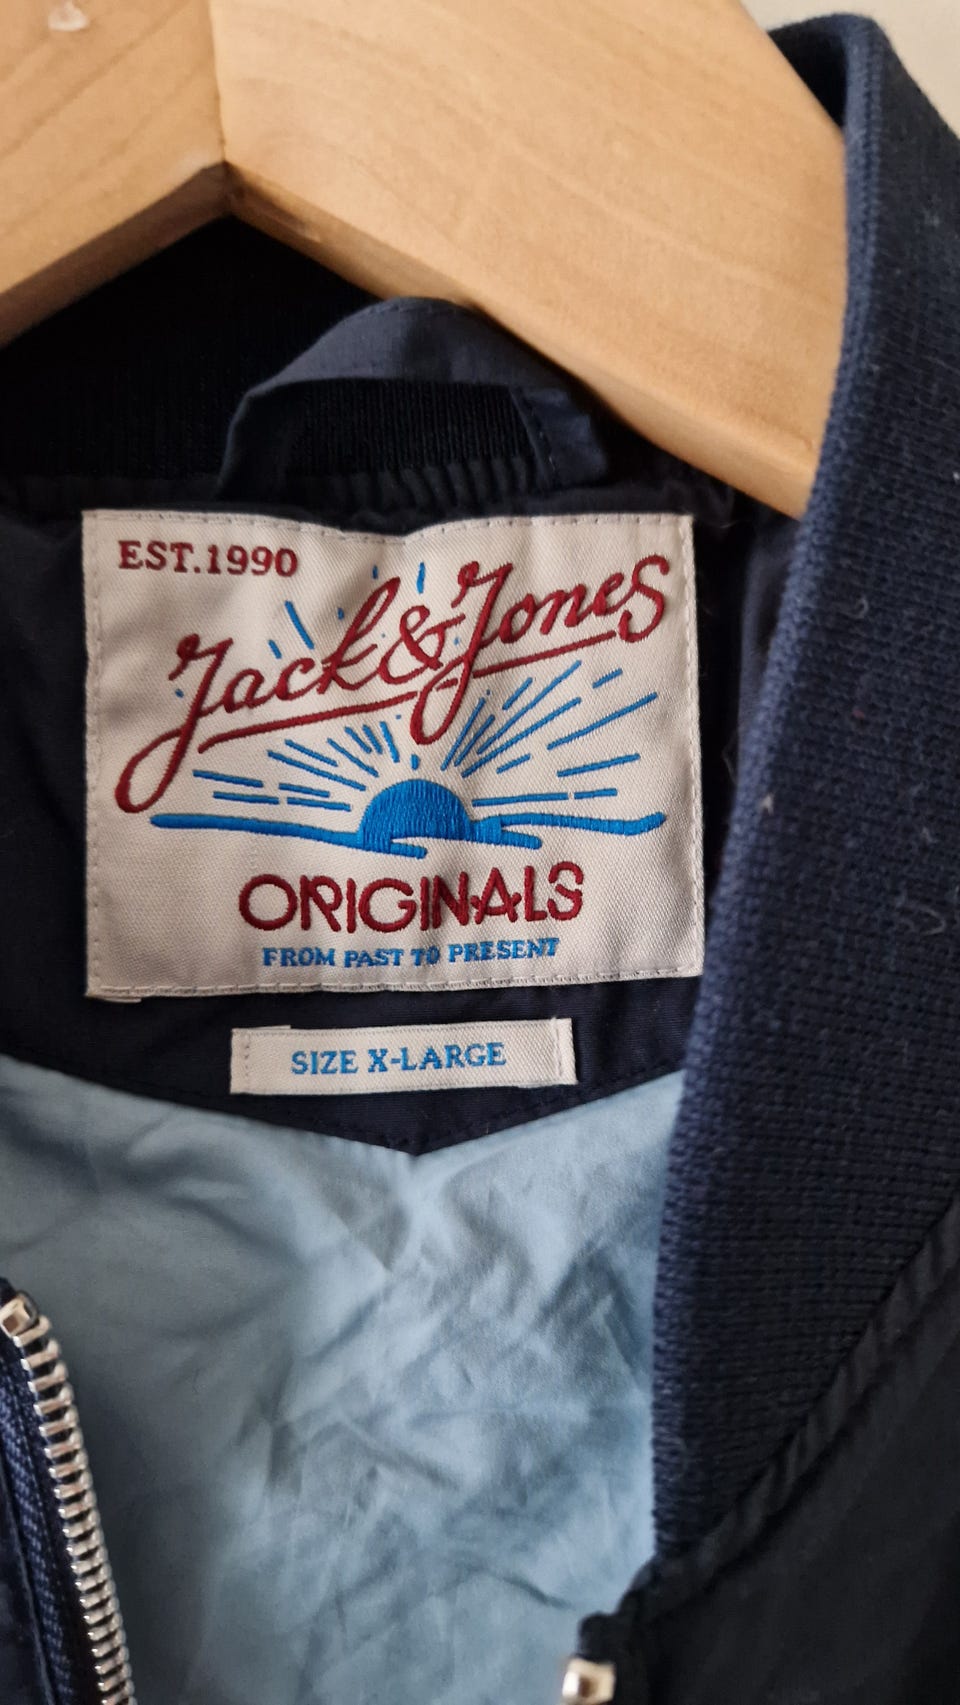 EST.1990
Jack&Jones
ORIGINALS
FROM PAST TO PRESENT
SIZE X-LARGE